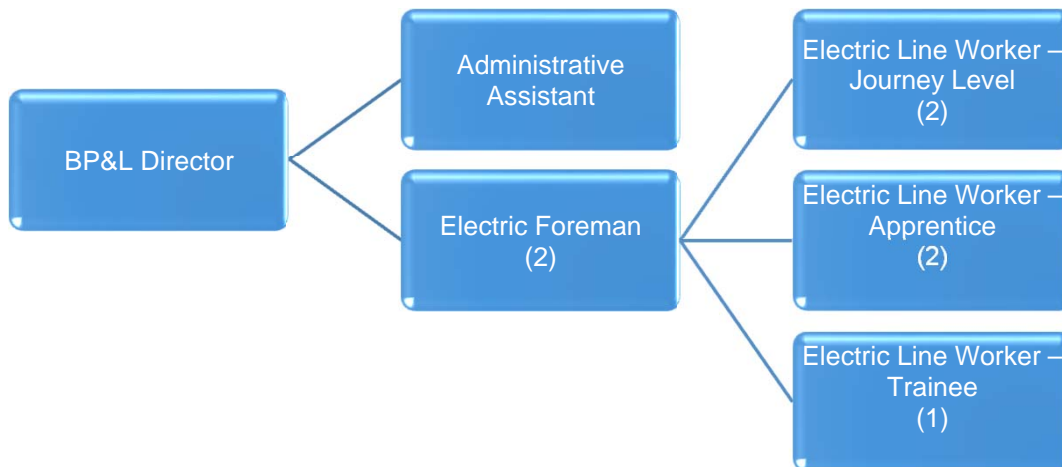 BP&L Director
Administrative
Assistant
Electric Foreman
(2)
Electric Line Worker –
Journey Level
(2)
Electric Line Worker –
Apprentice
(2)
Electric Line Worker –
Trainee
(1)